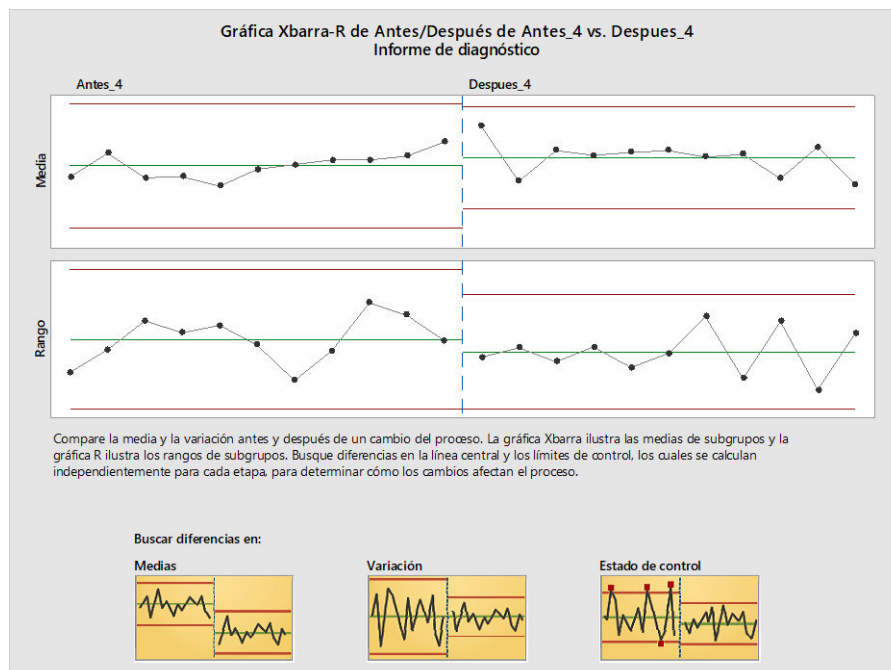 Gráfica Xbarra-R de Antes/Después de Antes_4 vs. Despues_4
Informe de diagnóstico
Antes_4
Despues_4
Media
Rango
Compare la media y la variación antes y después de un cambio del proceso. La gráfica Xbarra ilustra las medias de subgrupos y la
gráfica R ilustra los rangos de subgrupos. Busque diferencias en la línea central y los límites de control, los cuales se calculan
independientemente para cada etapa, para determinar cómo los cambios afectan el proceso.
Buscar diferencias en:
Medias
Variación
Estado de control